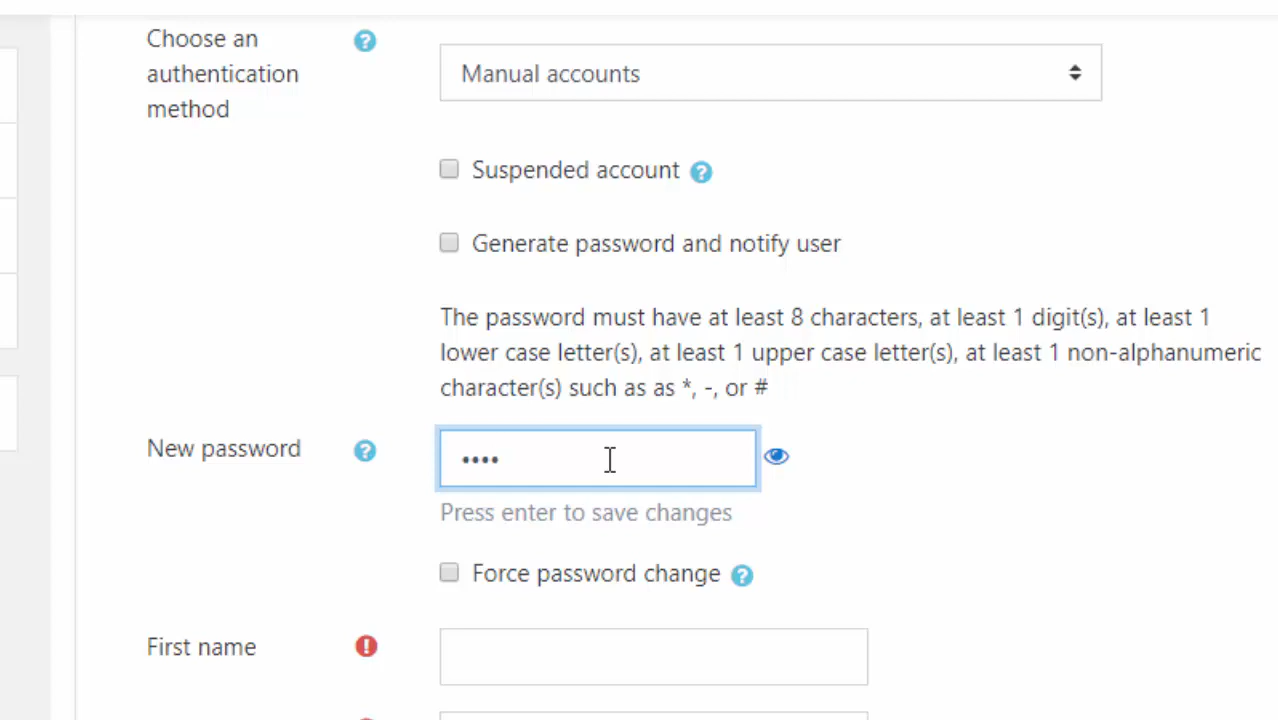 Choose an
authentication
method
Manual accounts
Suspended account
Generate password and notify user
The password must have at least 8 characters, at least 1 digit(s), at least 1
lower case letter(s), at least 1 upper case letter(s), at least 1 non-alphanumeric
character(s) such as as *, -, or #
New password
••••
Press enter to save changes
Force password change
First name